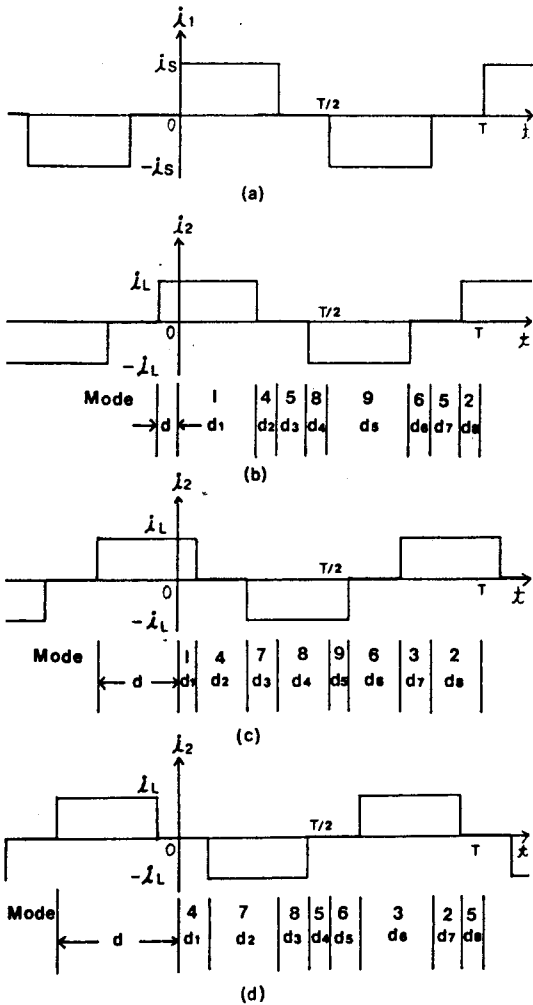 i1
is
T/2
0
T
t
-is
(a)
i2
iL
T/2
0
T
t
-iL
Mode 1 4 5 8 9 6 5 2
d d1 d2 d3 d4 d5 d6 d7 d8
(b)
i2
iL
T/2
0
T
t
-iL
Mode 1 4 7 8 9 6 3 2
d d1 d2 d3 d4 d5 d6 d7 d8
(c)
i2
iL
T/2
0
T
t
-iL
Mode 4 7 8 5 6 3 2 5
d d1 d2 d3 d4 d5 d6 d7 d8
(d)